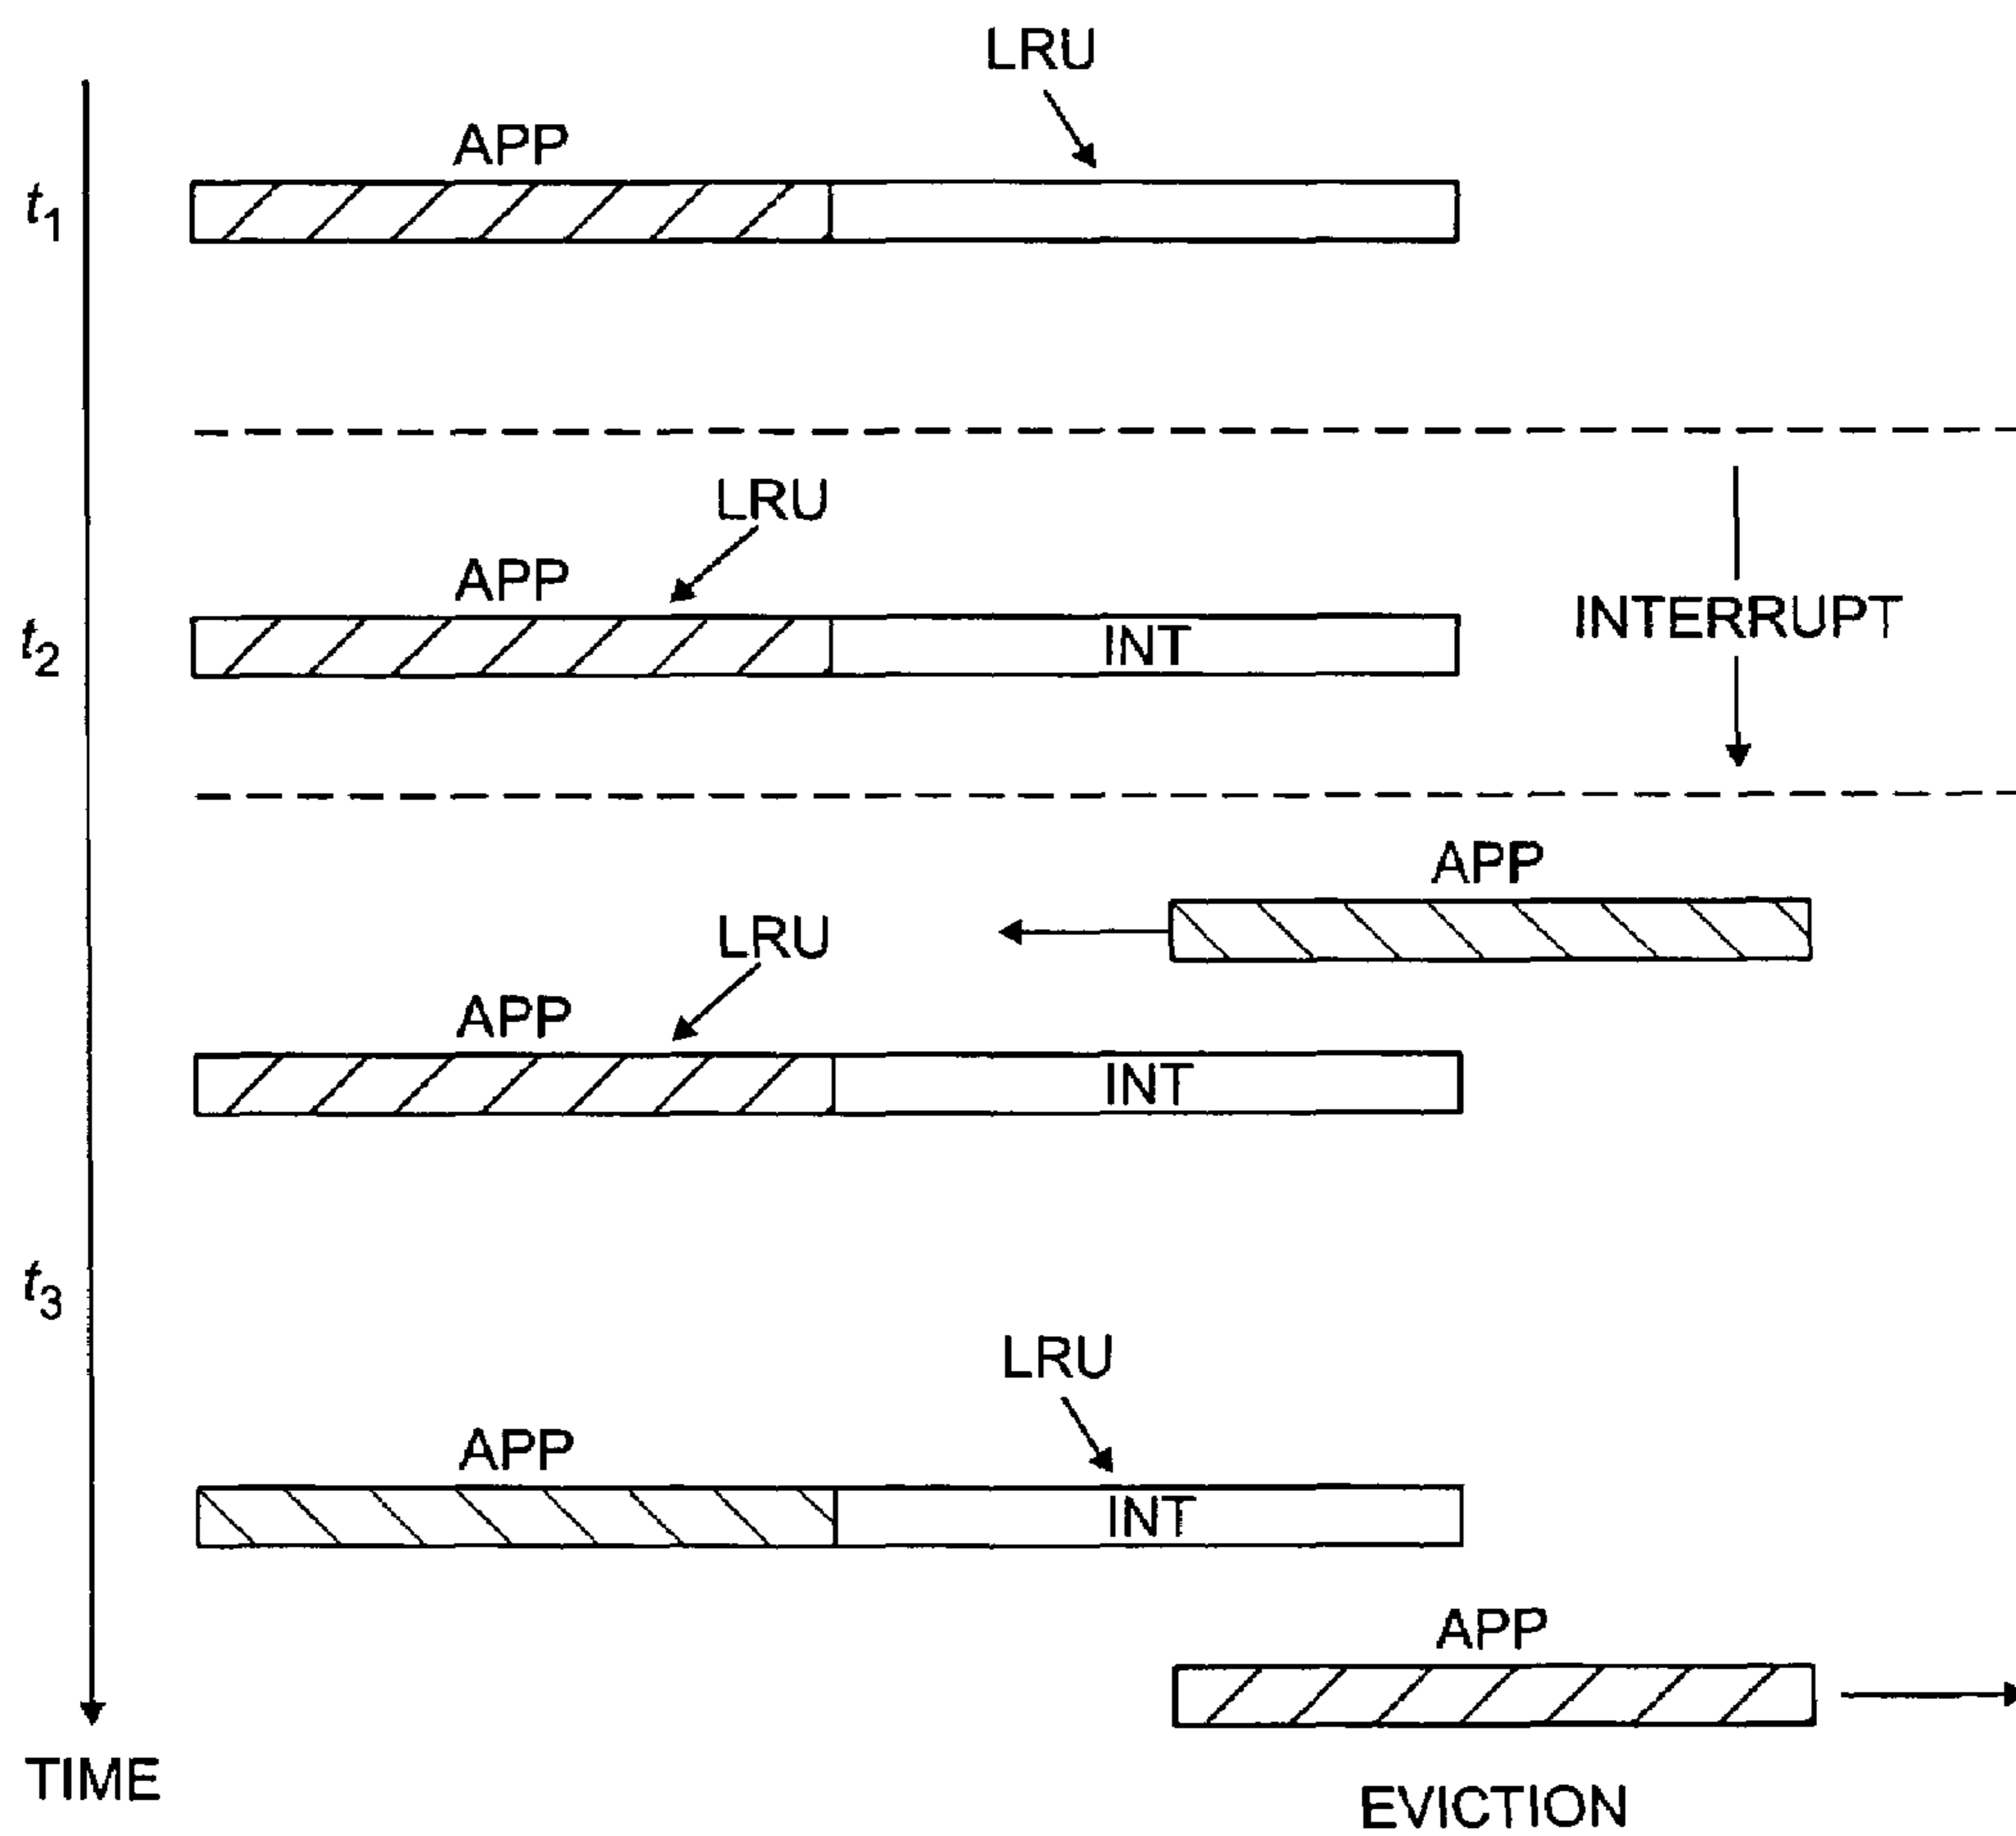 LRU
APP
t1
LRU
APP
INTERRUPT
t2
INT
APP
LRU
APP
INT
t3
LRU
APP
INT
APP
TIME
EVICTION